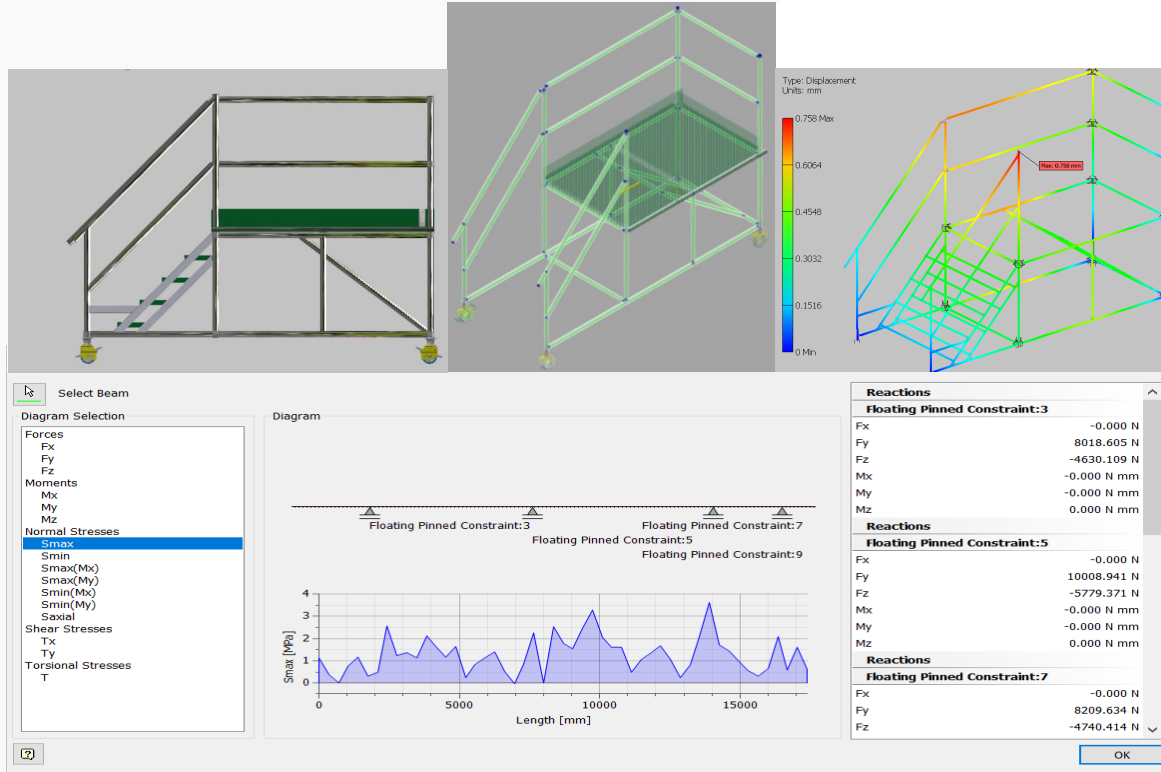 Type: Displacement
Units: mm
0.758 Max
0.6064
0.4548
0.3032
0.1516
0 Min
Max: 0.758 mm
Select Beam
Diagram Selection
Forces
Fx
Fy
Fz
Moments
Mx
My
Mz
Normal Stresses
Smax
Smin
Smax(Mx)
Smax(My)
Smin(Mx)
Smin(My)
Saxial
Shear Stresses
Tx
Ty
Torsional Stresses
T
Diagram
Floating Pinned Constraint:3
Floating Pinned Constraint:7
Floating Pinned Constraint:5
Floating Pinned Constraint:9
4
3
2
1
0
Smax [MPa]
0 5000 10000 15000
Length [mm]
Reactions
Floating Pinned Constraint:3
Fx -0.000 N
Fy 8018.605 N
Fz -4630.109 N
Mx -0.000 N mm
My -0.000 N mm
Mz 0.000 N mm
Reactions
Floating Pinned Constraint:5
Fx -0.000 N
Fy 10008.941 N
Fz -5779.371 N
Mx -0.000 N mm
My -0.000 N mm
Mz 0.000 N mm
Reactions
Floating Pinned Constraint:7
Fx -0.000 N
Fy 8209.634 N
Fz -4740.414 N
OK